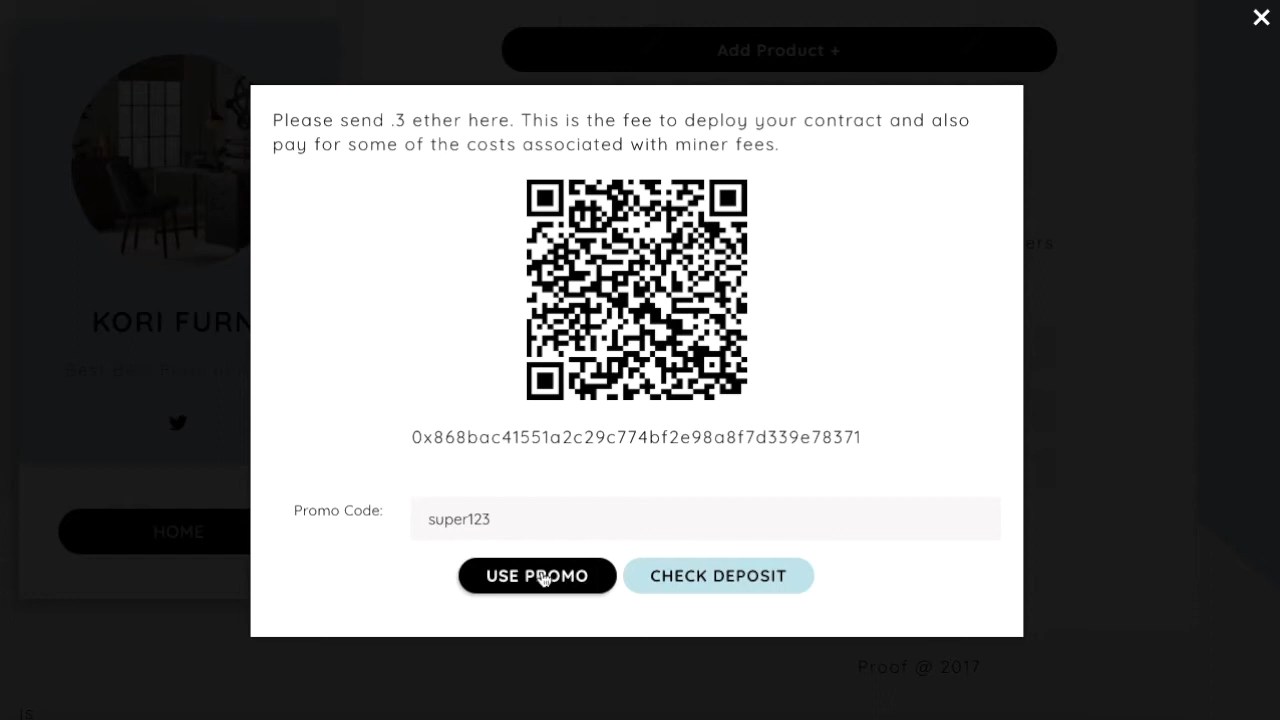 Add Product +
Please send .3 ether here. This is the fee to deploy your contract and also
pay for some of the costs associated with miner fees.
ers
KORI FURN
0x868bac41551a2c29c774bf2e98a8f7d339e78371
Promo Code:
super123
HOME
USE PROMO
CHECK DEPOSIT
Proof @ 2017
is